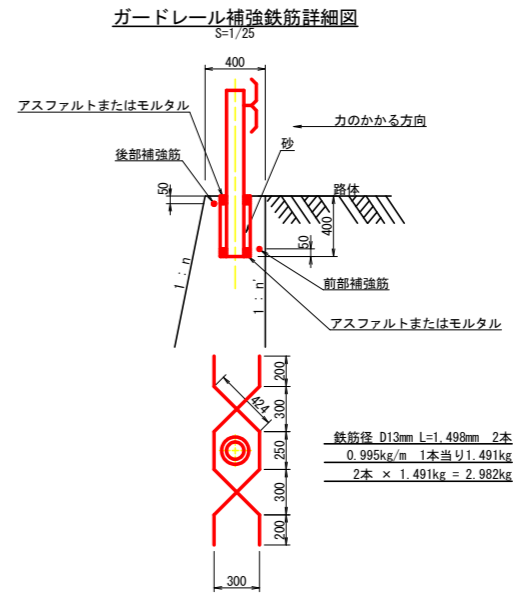 ガードレール補強鉄筋詳細図
S=1/25
400
アスファルトまたはモルタル
力のかかる方向
砂
後部補強筋
50
路体
400
50
1 : n
1 : n'
前部補強筋
アスファルトまたはモルタル
200
424
300
250
300
200
300
鉄筋径 D13mm L=1,498mm 2本
0.995kg/m 1本当り1.491kg
2本 × 1.491kg = 2.982kg